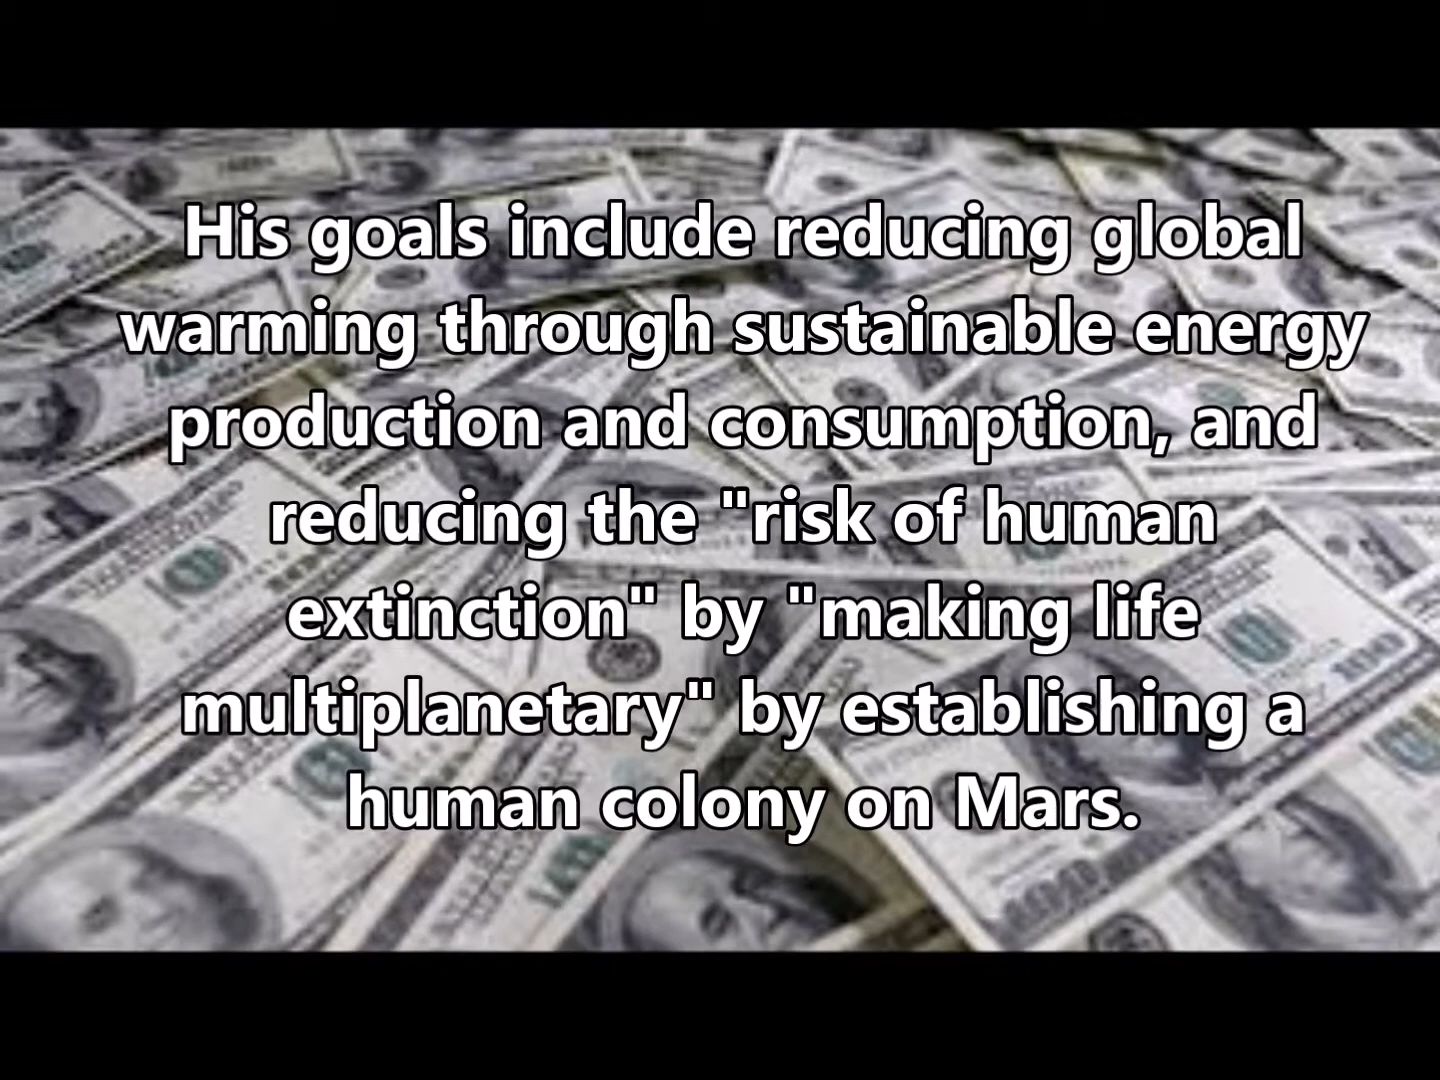 His goals include reducing global
warming through sustainable energy
production and consumption, and
reducing the "risk of human
extinction" by "making life
multiplanetary" by establishing a
human colony on Mars.